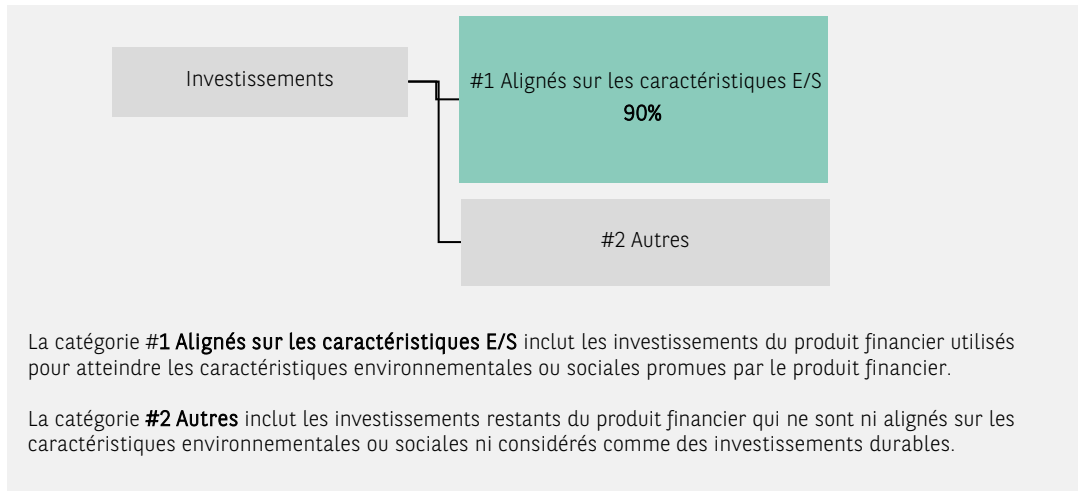 Investissements
#1 Alignés sur les caractéristiques E/S
90%
#2 Autres
La catégorie #1 Alignés sur les caractéristiques E/S inclut les investissements du produit financier utilisés
pour atteindre les caractéristiques environnementales ou sociales promues par le produit financier.
La catégorie #2 Autres inclut les investissements restants du produit financier qui ne sont ni alignés sur les
caractéristiques environnementales ou sociales ni considérés comme des investissements durables.